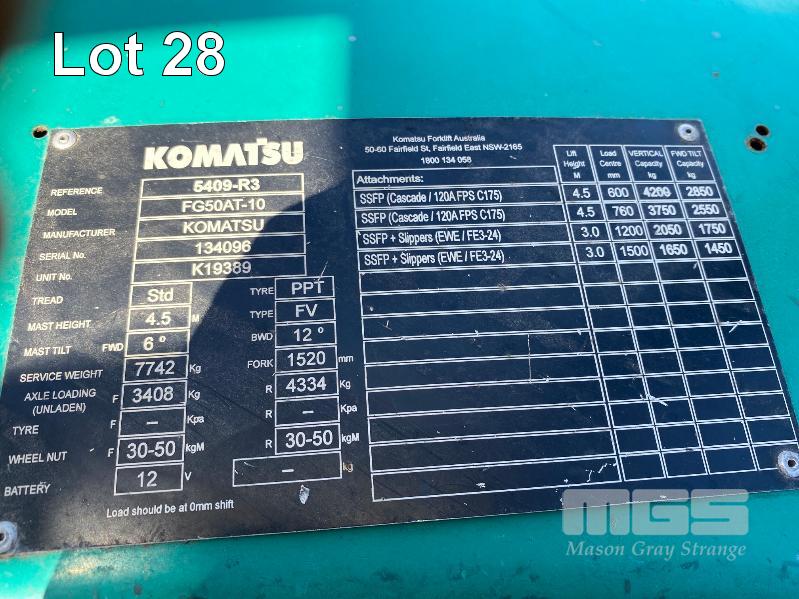 Lot 28
KOMATSU
REFERENCE 5409-R3
MODEL FG50AT-10
MANUFACTURER KOMATSU
SERIAL No. 134096
UNIT No. K19389
TREAD Std TYRE PPT
MAST HEIGHT 4.5 M TYPE FV
MAST TILT FWD 6° BWD 12°
SERVICE WEIGHT 7742 Kg FORK 1520 mm
AXLE LOADING (UNLADEN) F 3408 Kg R 4334 Kg
TYRE F – Kpa R – Kpa
WHEEL NUT F 30-50 kgM R 30-50 kgM
BATTERY 12 V – kg
Load should be at 0mm shift
Komatsu Forklift Australia
50-60 Fairfield St, Fairfield East NSW-2165
1800 134 058
Attachments: Lift Height M Load Centre mm VERTICAL Capacity kg FWD TILT Capacity kg
SSFP (Cascade / 120A FPS C175) 4.5 600 4200 2850
SSFP (Cascade / 120A FPS C175) 4.5 760 3750 2550
SSFP + Slippers (EWE / FE3-24) 3.0 1200 2050 1750
SSFP + Slippers (EWE / FE3-24) 3.0 1500 1650 1450
MGS
Mason Gray Strange